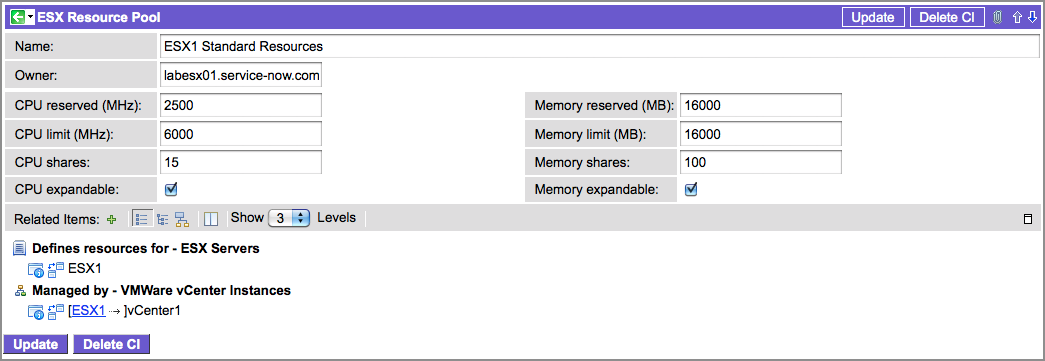 ESX Resource Pool Update Delete CI
Name: ESX1 Standard Resources
Owner: labesx01.service-now.com
CPU reserved (MHz): 2500 Memory reserved (MB): 16000
CPU limit (MHz): 6000 Memory limit (MB): 16000
CPU shares: 15 Memory shares: 100
CPU expandable: Memory expandable:
Related Items: Show 3 Levels
Defines resources for - ESX Servers
ESX1
Managed by - VMWare vCenter Instances
[ESX1 ⇢ ]vCenter1
Update Delete CI